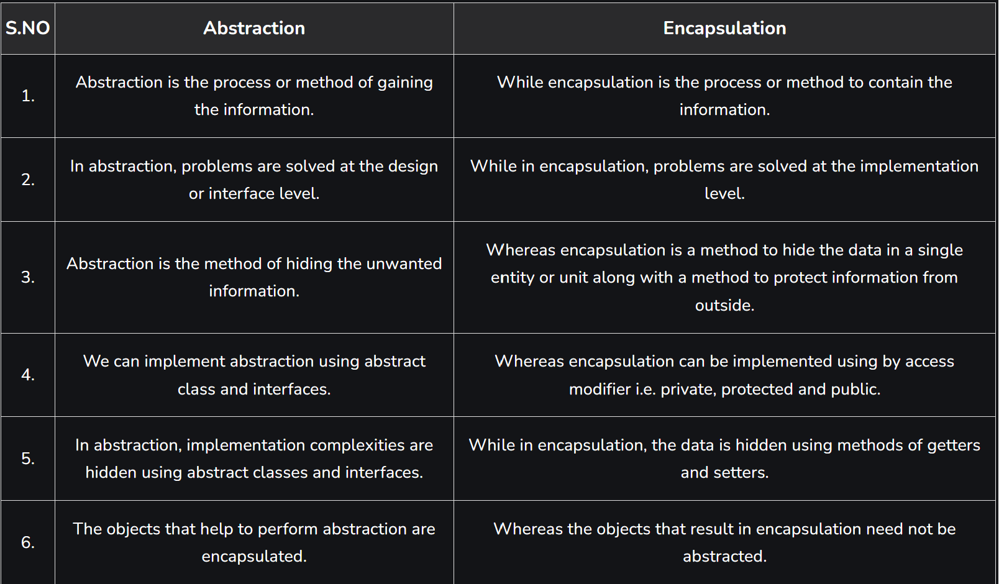 S.NO
Abstraction
Encapsulation
1.
Abstraction is the process or method of gaining
the information.
While encapsulation is the process or method to contain the
information.
2.
In abstraction, problems are solved at the design
or interface level.
While in encapsulation, problems are solved at the implementation
level.
3.
Abstraction is the method of hiding the unwanted
information.
Whereas encapsulation is a method to hide the data in a single
entity or unit along with a method to protect information from
outside.
4.
We can implement abstraction using abstract
class and interfaces.
Whereas encapsulation can be implemented using by access
modifier i.e. private, protected and public.
5.
In abstraction, implementation complexities are
hidden using abstract classes and interfaces.
While in encapsulation, the data is hidden using methods of getters
and setters.
6.
The objects that help to perform abstraction are
encapsulated.
Whereas the objects that result in encapsulation need not be
abstracted.